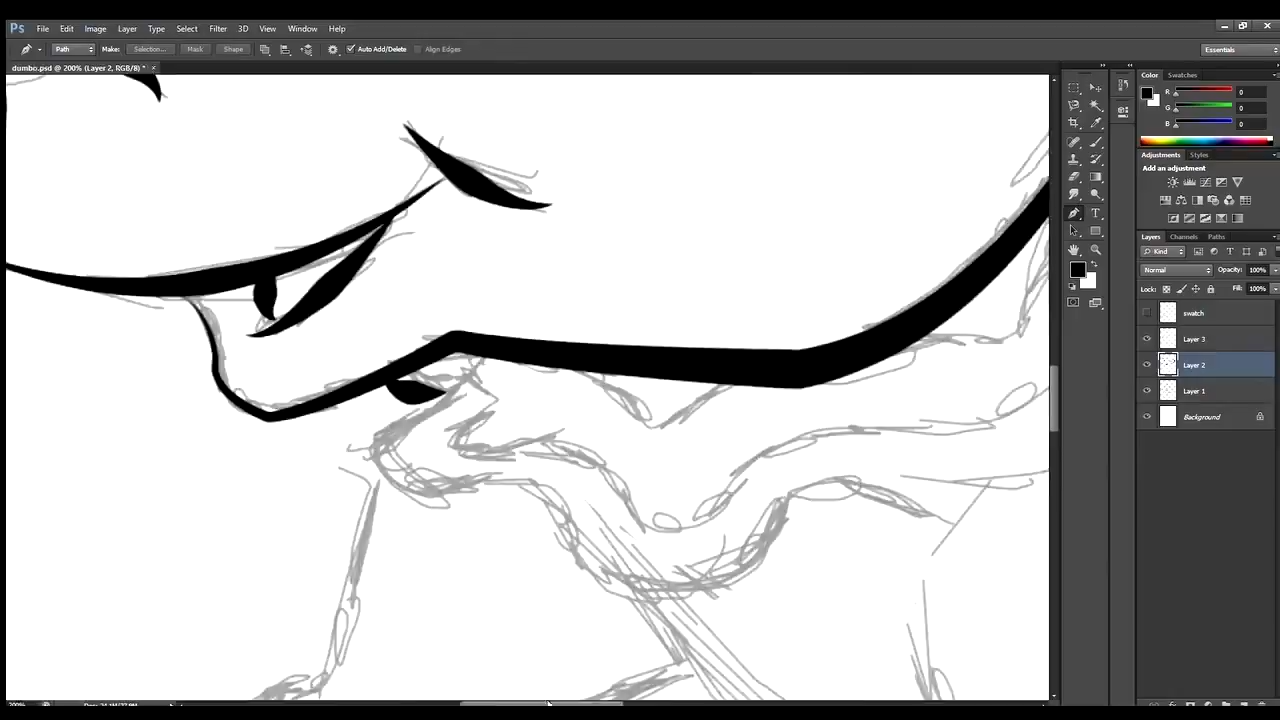 Ps File Edit Image Layer Type Select Filter 3D View Window Help
Path Make: Selection... Mask Shape Auto Add/Delete Align Edges Essentials
dumbo.psd @ 200% (Layer 2, RGB/8) * ×
Color Swatches
R 0
G 0
B 0
Adjustments Styles
Add an adjustment
Layers Channels Paths
Kind
Normal Opacity: 100%
Lock: Fill: 100%
swatch
Layer 3
Layer 2
Layer 1
Background